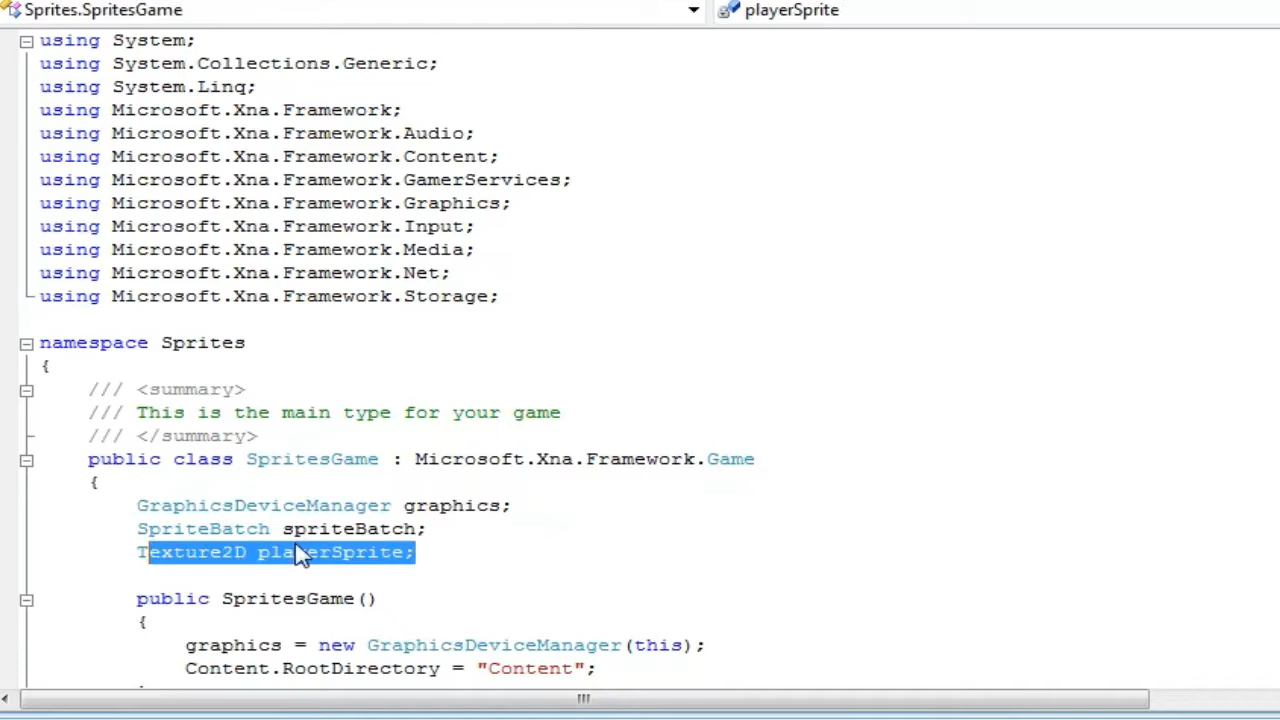 Sprites.SpritesGame playerSprite
using System;
using System.Collections.Generic;
using System.Linq;
using Microsoft.Xna.Framework;
using Microsoft.Xna.Framework.Audio;
using Microsoft.Xna.Framework.Content;
using Microsoft.Xna.Framework.GamerServices;
using Microsoft.Xna.Framework.Graphics;
using Microsoft.Xna.Framework.Input;
using Microsoft.Xna.Framework.Media;
using Microsoft.Xna.Framework.Net;
using Microsoft.Xna.Framework.Storage;
namespace Sprites
{
/// <summary>
/// This is the main type for your game
/// </summary>
public class SpritesGame : Microsoft.Xna.Framework.Game
{
GraphicsDeviceManager graphics;
SpriteBatch spriteBatch;
Texture2D playerSprite;
public SpritesGame()
{
graphics = new GraphicsDeviceManager(this);
Content.RootDirectory = "Content";